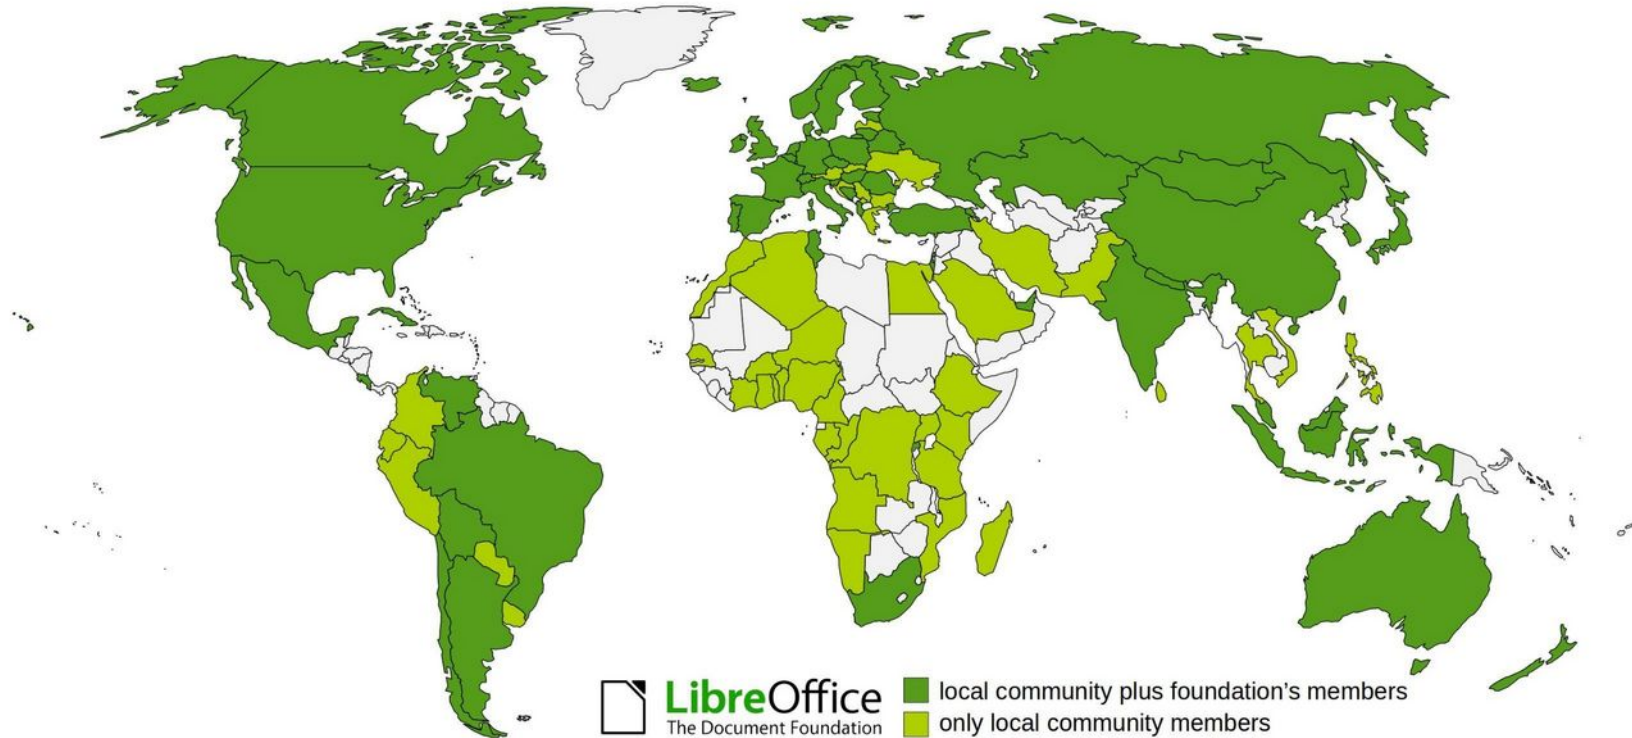 LibreOffice
The Document Foundation
local community plus foundation’s members
only local community members